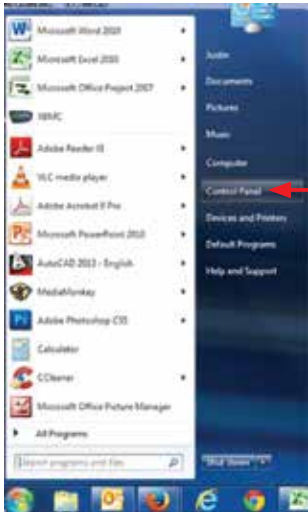 Microsoft Word 2010
Microsoft Excel 2010
Microsoft Office Project 2007
XBMC
Adobe Reader XI
VLC media player
Adobe Acrobat 9 Pro
Microsoft PowerPoint 2010
AutoCAD 2013 - English
MediaMonkey
Adobe Photoshop CS5
Calculator
CCleaner
Microsoft Office Picture Manager
All Programs
Search programs and files
Justin
Documents
Pictures
Music
Computer
Control Panel
Devices and Printers
Default Programs
Help and Support
Shut down